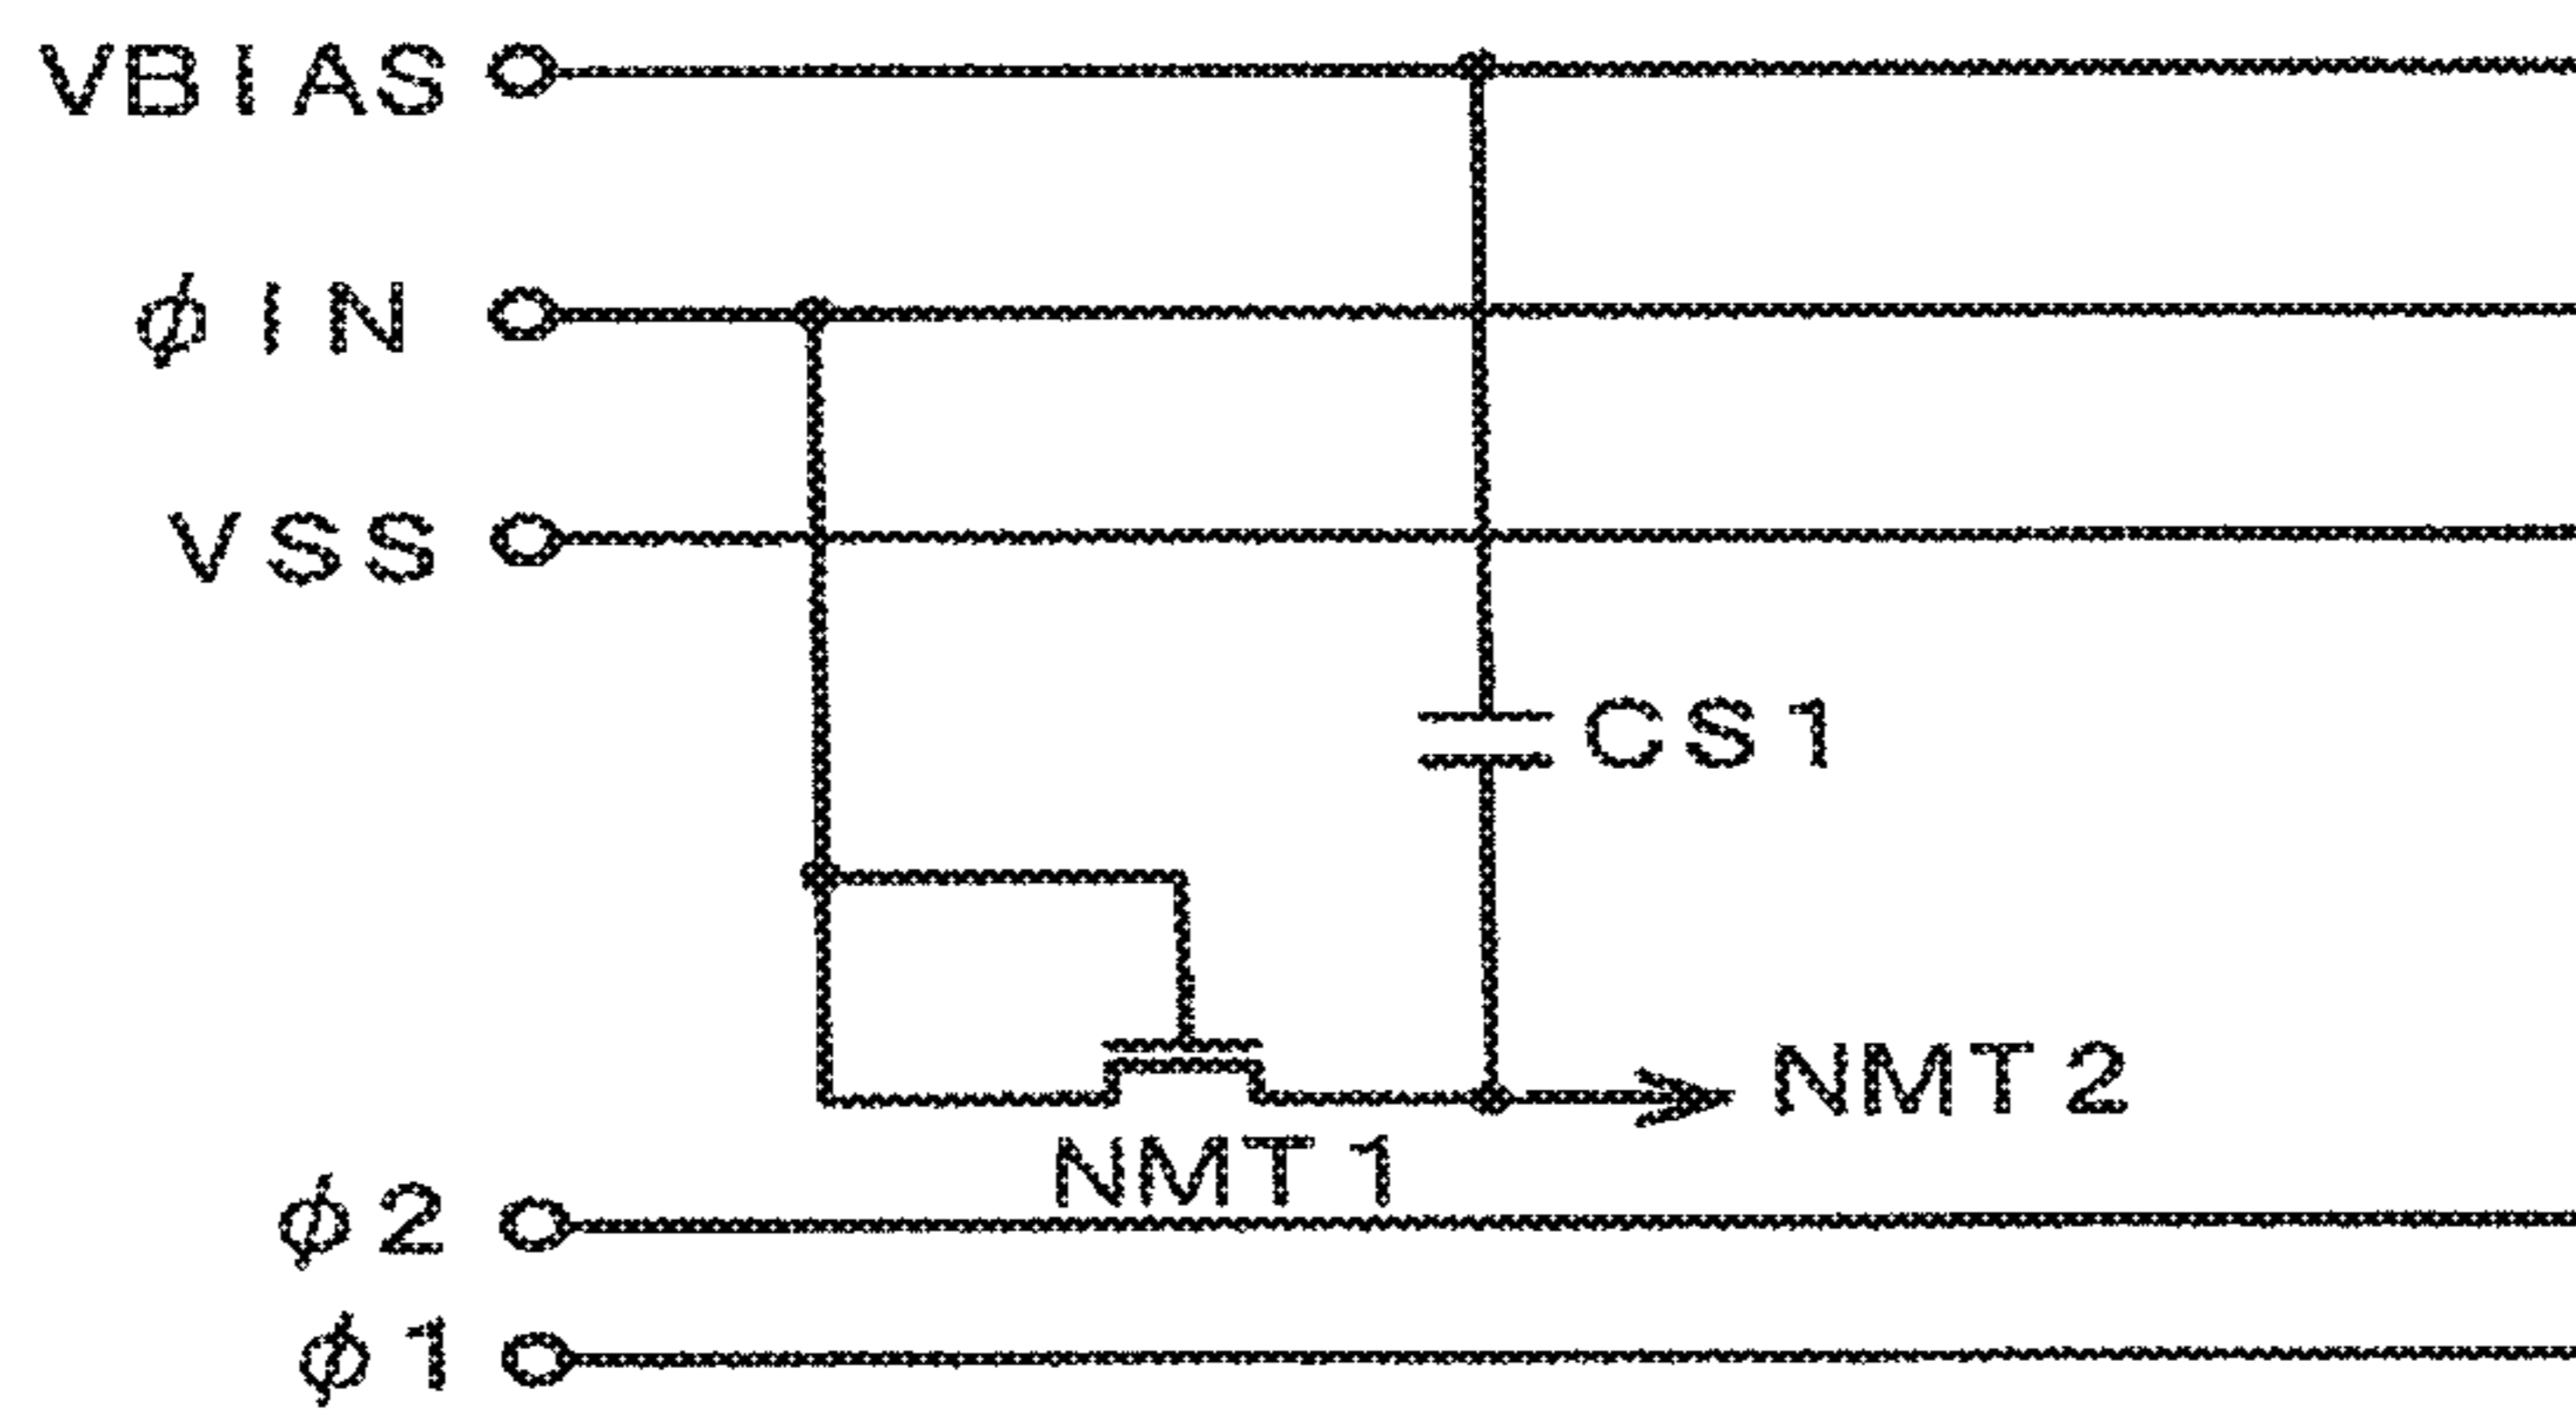 VBIAS
φIN
VSS
CS1
NMT2
NMT1
φ2
φ1